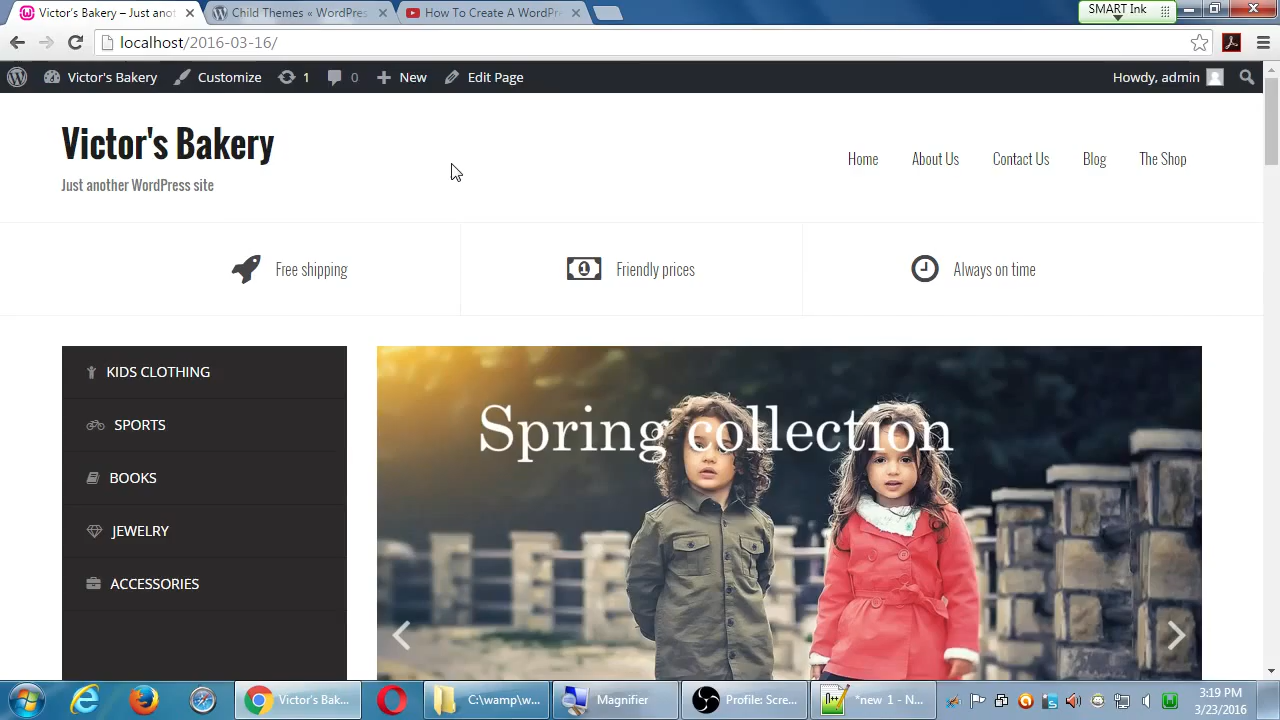 Victor's Bakery – Just anot
Child Themes « WordPres
How To Create A WordPr
SMART Ink
localhost/2016-03-16/
Victor's Bakery
Customize
1
0
New
Edit Page
Howdy, admin
Victor's Bakery
Just another WordPress site
Home
About Us
Contact Us
Blog
The Shop
Free shipping
1
Friendly prices
Always on time
KIDS CLOTHING
SPORTS
BOOKS
JEWELRY
ACCESSORIES
Spring collection
Victor's Bak...
C:\wamp\w...
Magnifier
Profile: Scre...
*new 1 - N...
3:19 PM
3/23/2016